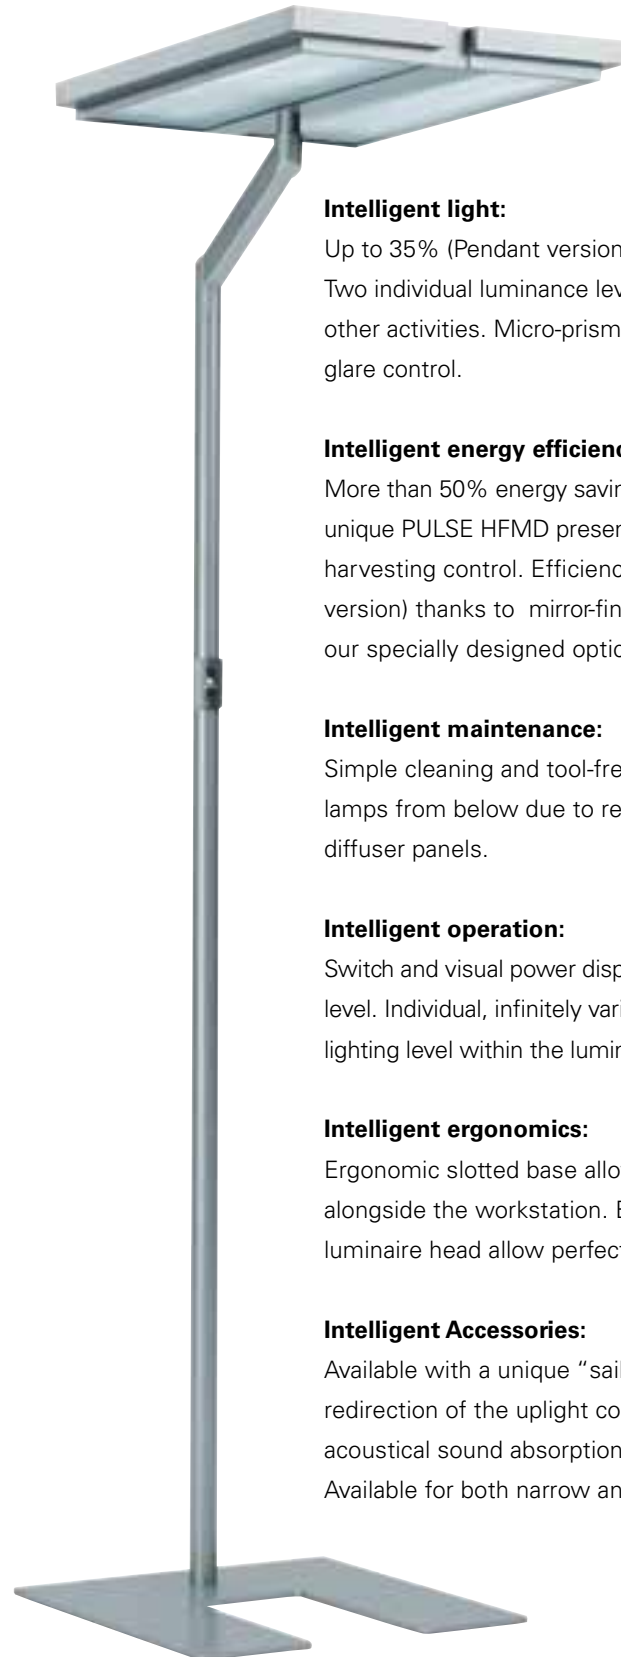 Intelligent light:
Up to 35% (Pendant version
Two individual luminance lev
other activities. Micro-prism
glare control.
Intelligent energy efficienc
More than 50% energy savin
unique PULSE HFMD presen
harvesting control. Efficienc
version) thanks to mirror-fin
our specially designed optic
Intelligent maintenance:
Simple cleaning and tool-fre
lamps from below due to re
diffuser panels.
Intelligent operation:
Switch and visual power disp
level. Individual, infinitely vari
lighting level within the lumin
Intelligent ergonomics:
Ergonomic slotted base allo
alongside the workstation. E
luminaire head allow perfect
Intelligent Accessories:
Available with a unique “sail
redirection of the uplight co
acoustical sound absorption
Available for both narrow an